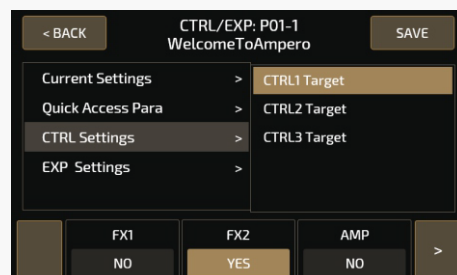 < BACK
CTRL/EXP: P01-1
WelcomeToAmpero
SAVE
Current Settings >
CTRL1 Target
Quick Access Para >
CTRL2 Target
CTRL Settings >
CTRL3 Target
EXP Settings >
FX1 FX2 AMP
NO YES NO >